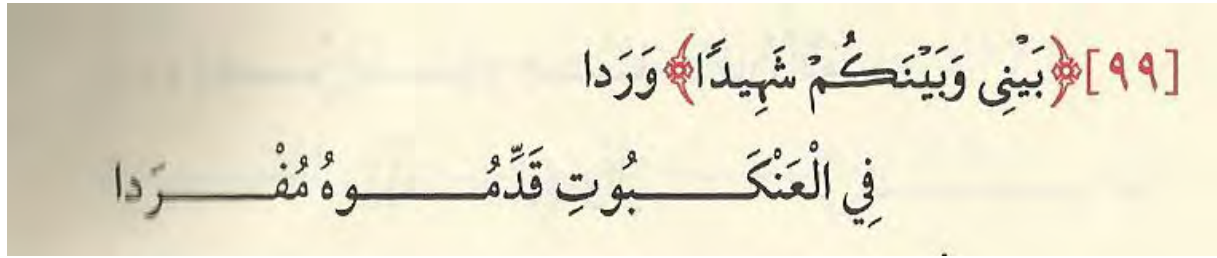 [٩٩] ﴿بَيْنِى وَبَيْنَكُمْ شَهِيدًا﴾ وَرَدا
فِي الْعَنْكَبُوتِ قَدِّمُوهُ مُفْرَدا